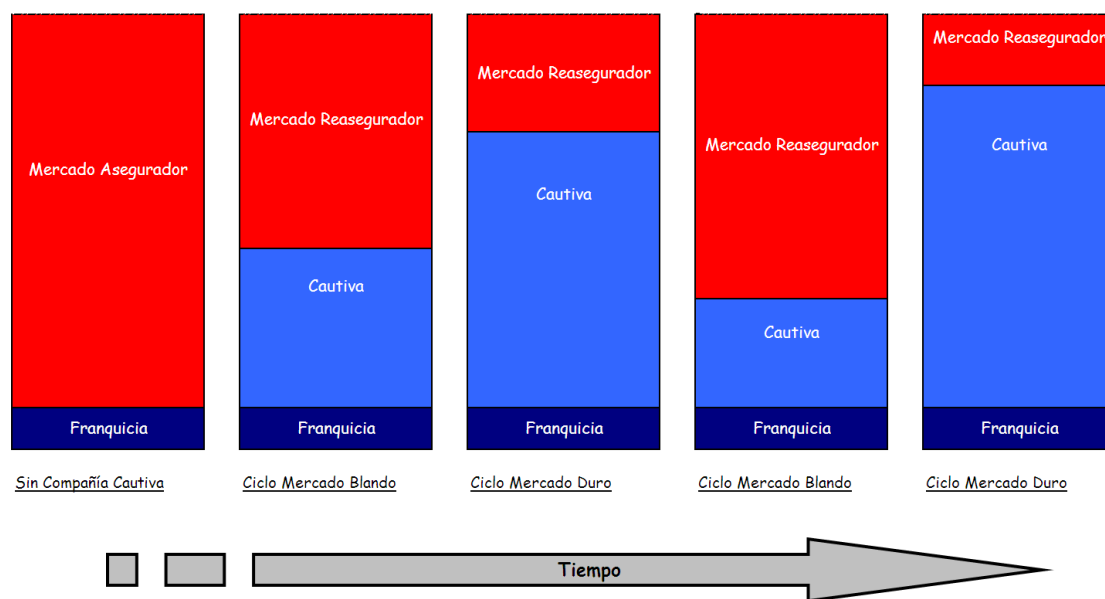 Mercado Asegurador
Franquicia
Sin Compañía Cautiva
Mercado Reasegurador
Cautiva
Franquicia
Ciclo Mercado Blando
Mercado Reasegurador
Cautiva
Franquicia
Ciclo Mercado Duro
Mercado Reasegurador
Cautiva
Franquicia
Ciclo Mercado Blando
Mercado Reasegurador
Cautiva
Franquicia
Ciclo Mercado Duro
Tiempo